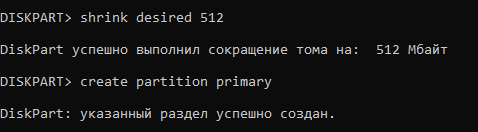 DISKPART> shrink desired 512
DiskPart успешно выполнил сокращение тома на:  512 Мбайт
DISKPART> create partition primary
DiskPart: указанный раздел успешно создан.